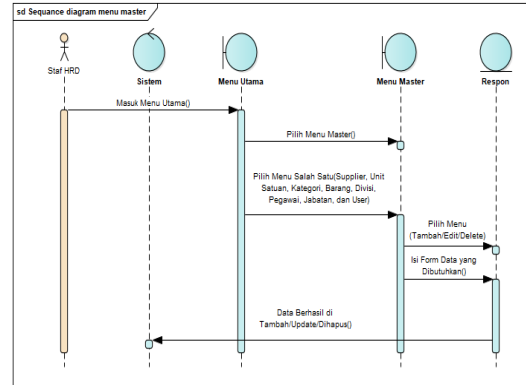 sd Sequance diagram menu master
Staf HRD
Sistem
Menu Utama
Menu Master
Respon
Masuk Menu Utama()
Pilih Menu Master()
Pilih Menu Salah Satu(Supplier, Unit
Satuan, Kategori, Barang, Divisi,
Pegawai, Jabatan, dan User)
Pilih Menu
(Tambah/Edit/Delete)
Isi Form Data yang
Dibutuhkan()
Data Berhasil di
Tambah/Update/Dihapus()